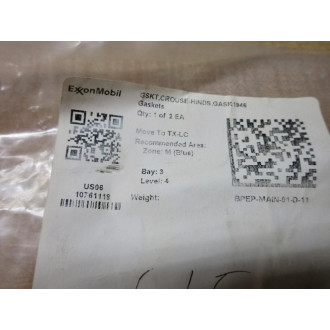 ExxonMobil
GSKT,CROUSE-HINDS,GASK1846
Gaskets
Qty: 1 of 3 EA
Move To TX-LC
Recommended Area:
Zone: M (Blue)
Bay: 3
Level: 4
US06
10761119
Weight:
BPEP-MAIN-01-D-11